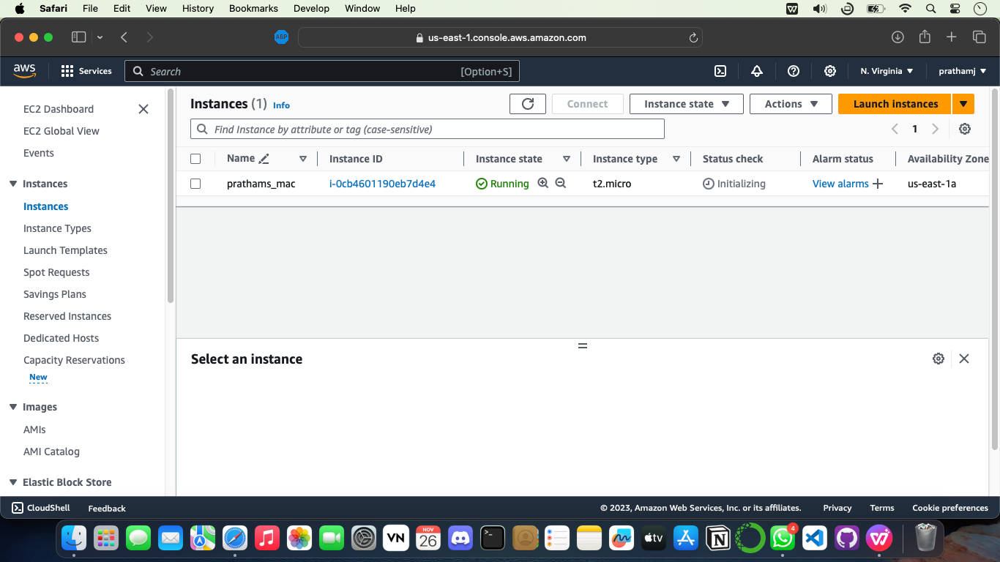 Safari File Edit View History Bookmarks Develop Window Help
ABP us-east-1.console.aws.amazon.com
aws Services Search [Option+S] N. Virginia prathamj
EC2 Dashboard
EC2 Global View
Events
Instances
Instances
Instance Types
Launch Templates
Spot Requests
Savings Plans
Reserved Instances
Dedicated Hosts
Capacity Reservations
New
Images
AMIs
AMI Catalog
Elastic Block Store
Instances (1) Info Connect Instance state Actions Launch instances
Find Instance by attribute or tag (case-sensitive) 1
Name Instance ID Instance state Instance type Status check Alarm status Availability Zone
prathams_mac i-0cb4601190eb7d4e4 Running t2.micro Initializing View alarms us-east-1a
Select an instance
CloudShell Feedback © 2023, Amazon Web Services, Inc. or its affiliates. Privacy Terms Cookie preferences
VN NOV 26 tv 4